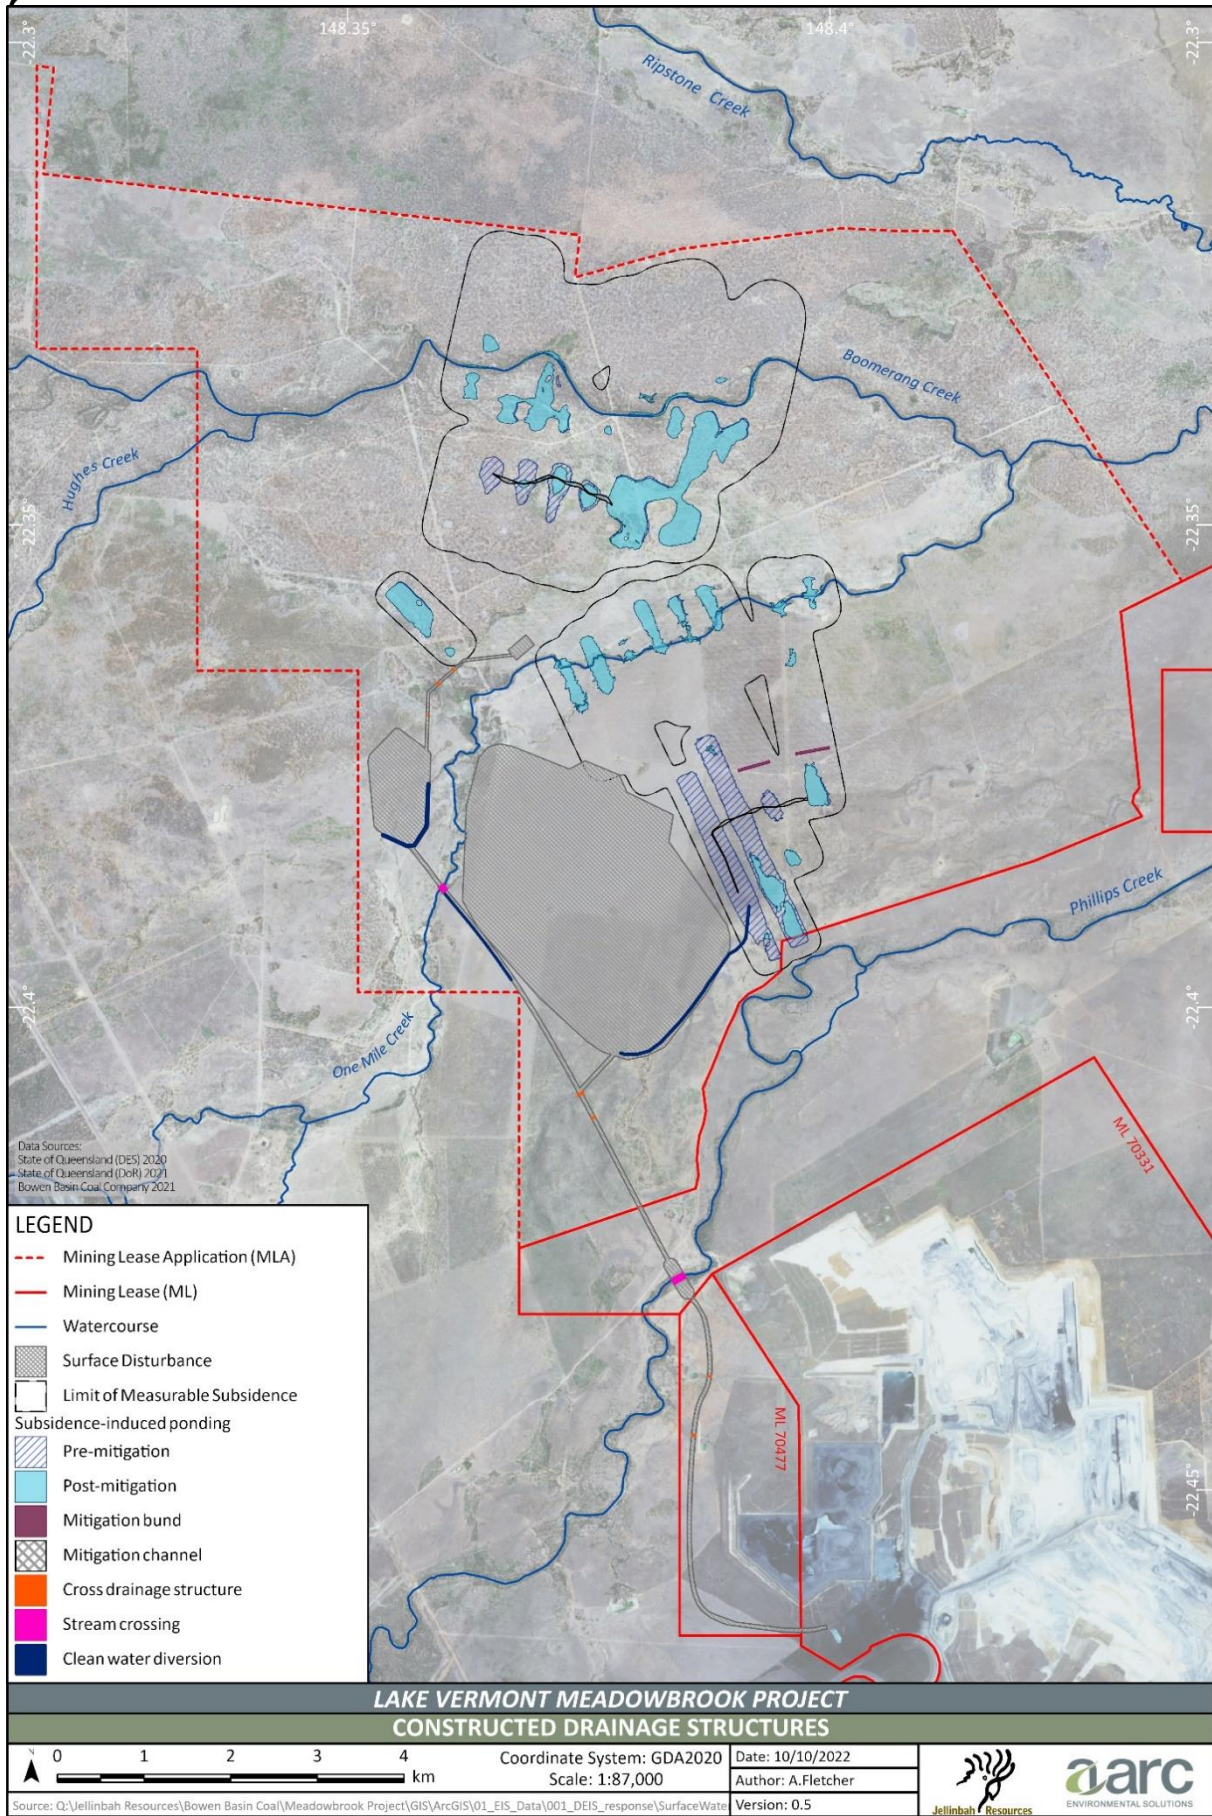 148.35°
148.4°
-22.3°
-22.3°
Ripstone Creek
Boomerang Creek
Hughes Creek
-22.35°
-22.35°
Phillips Creek
-22.4°
-22.4°
One Mile Creek
ML 70331
ML 70477
-22.45°
Data Sources:
State of Queensland (DES) 2020
State of Queensland (DoR) 2021
Bowen Basin Coal Company 2021
LEGEND
Mining Lease Application (MLA)
Mining Lease (ML)
Watercourse
Surface Disturbance
Limit of Measurable Subsidence
Subsidence-induced ponding
Pre-mitigation
Post-mitigation
Mitigation bund
Mitigation channel
Cross drainage structure
Stream crossing
Clean water diversion
LAKE VERMONT MEADOWBROOK PROJECT
CONSTRUCTED DRAINAGE STRUCTURES
N
0 1 2 3 4
km
Coordinate System: GDA2020
Scale: 1:87,000
Date: 10/10/2022
Author: A.Fletcher
Version: 0.5
Source: Q:\Jellinbah Resources\Bowen Basin Coal\Meadowbrook Project\GIS\ArcGIS\01_EIS_Data\001_DEIS_response\SurfaceWate
Jellinbah Resources
aarc
ENVIRONMENTAL SOLUTIONS